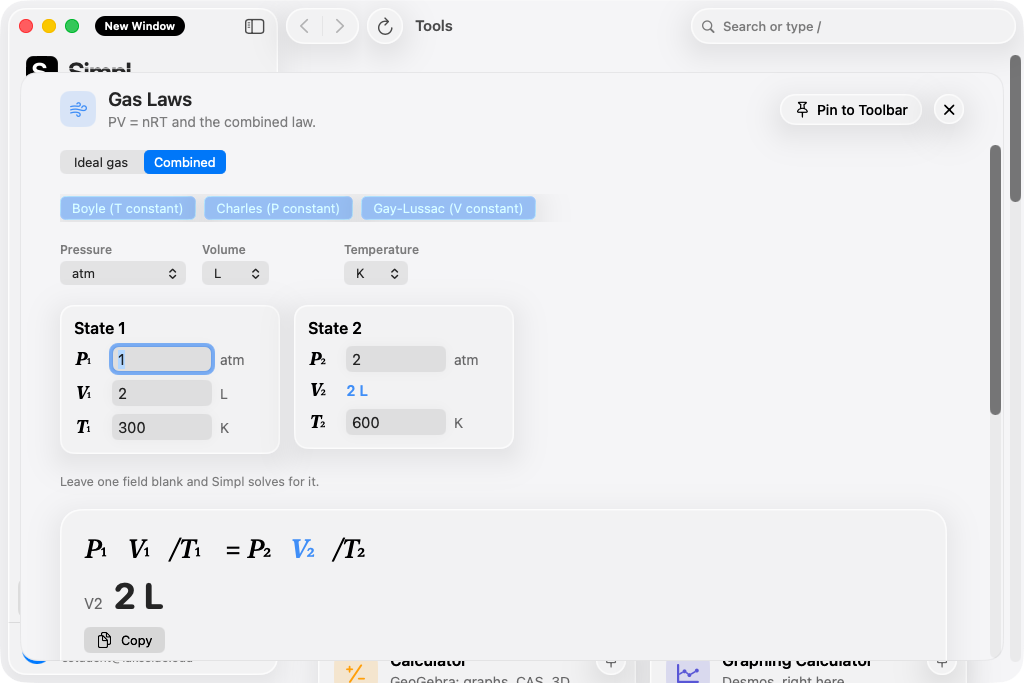 New Window
Tools
Search or type /
Simpl
Gas Laws
PV = nRT and the combined law.
Pin to Toolbar
Ideal gas
Combined
Boyle (T constant)
Charles (P constant)
Gay-Lussac (V constant)
Pressure
Volume
Temperature
atm
L
K
State 1
P₁ 1 atm
V₁ 2 L
T₁ 300 K
State 2
P₂ 2 atm
V₂ 2 L
T₂ 600 K
Leave one field blank and Simpl solves for it.
P₁ V₁ /T₁ = P₂ V₂ /T₂
V2 2 L
Copy
Calculator
GeoGebra: graphs, CAS, 3D
Graphing Calculator
Desmos, right here